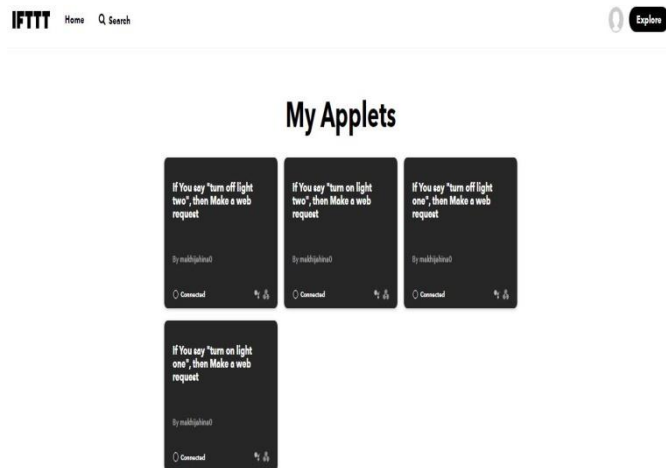 IFTTT Home Search Explore
My Applets
If You say "turn off light
two", then Make a web
request
By makhijahina0
Connected
If You say "turn on light
two", then Make a web
request
By makhijahina0
Connected
If You say "turn off light
one", then Make a web
request
By makhijahina0
Connected
If You say "turn on light
one", then Make a web
request
By makhijahina0
Connected